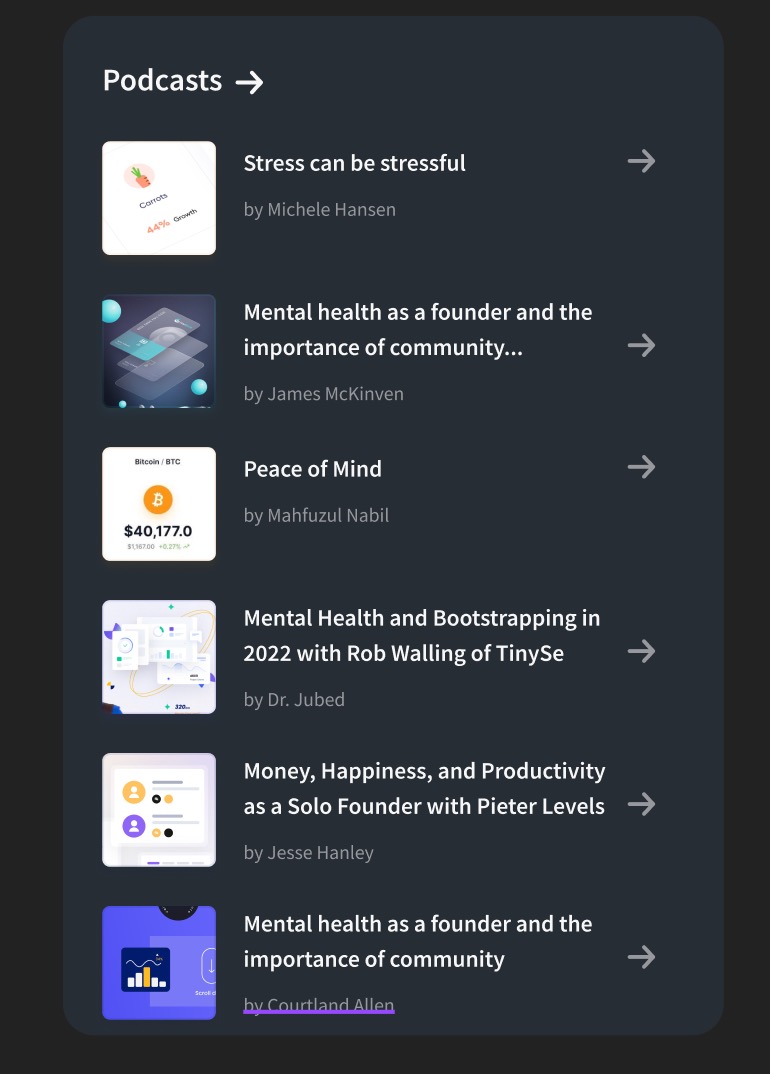 Podcasts
Stress can be stressful
by Michele Hansen
Carrots
44% Growth
Mental health as a founder and the
importance of community...
by James McKinven
Bitcoin / BTC
$40,177.0
$1,167.00 +0.27%
Peace of Mind
by Mahfuzul Nabil
Mental Health and Bootstrapping in
2022 with Rob Walling of TinySe
by Dr. Jubed
320
Money, Happiness, and Productivity
as a Solo Founder with Pieter Levels
by Jesse Hanley
Mental health as a founder and the
importance of community
by Courtland Allen
Scroll